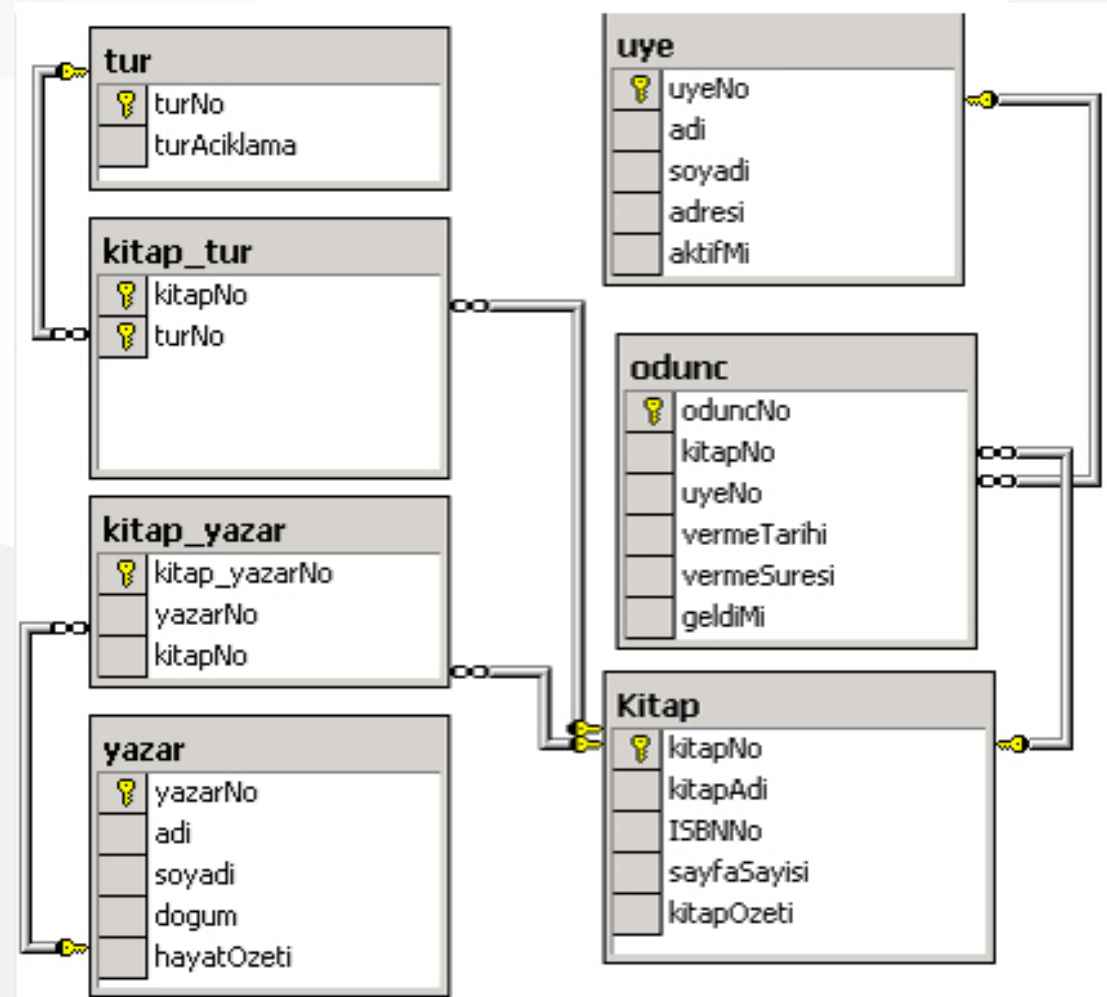 tur
turNo
turAciklama
kitap_tur
kitapNo
turNo
kitap_yazar
kitap_yazarNo
yazarNo
kitapNo
yazar
yazarNo
adi
soyadi
dogum
hayatOzeti
uye
uyeNo
adi
soyadi
adresi
aktifMi
odunc
oduncNo
kitapNo
uyeNo
vermeTarihi
vermeSuresi
geldiMi
Kitap
kitapNo
kitapAdi
ISBNNo
sayfaSayisi
kitapOzeti